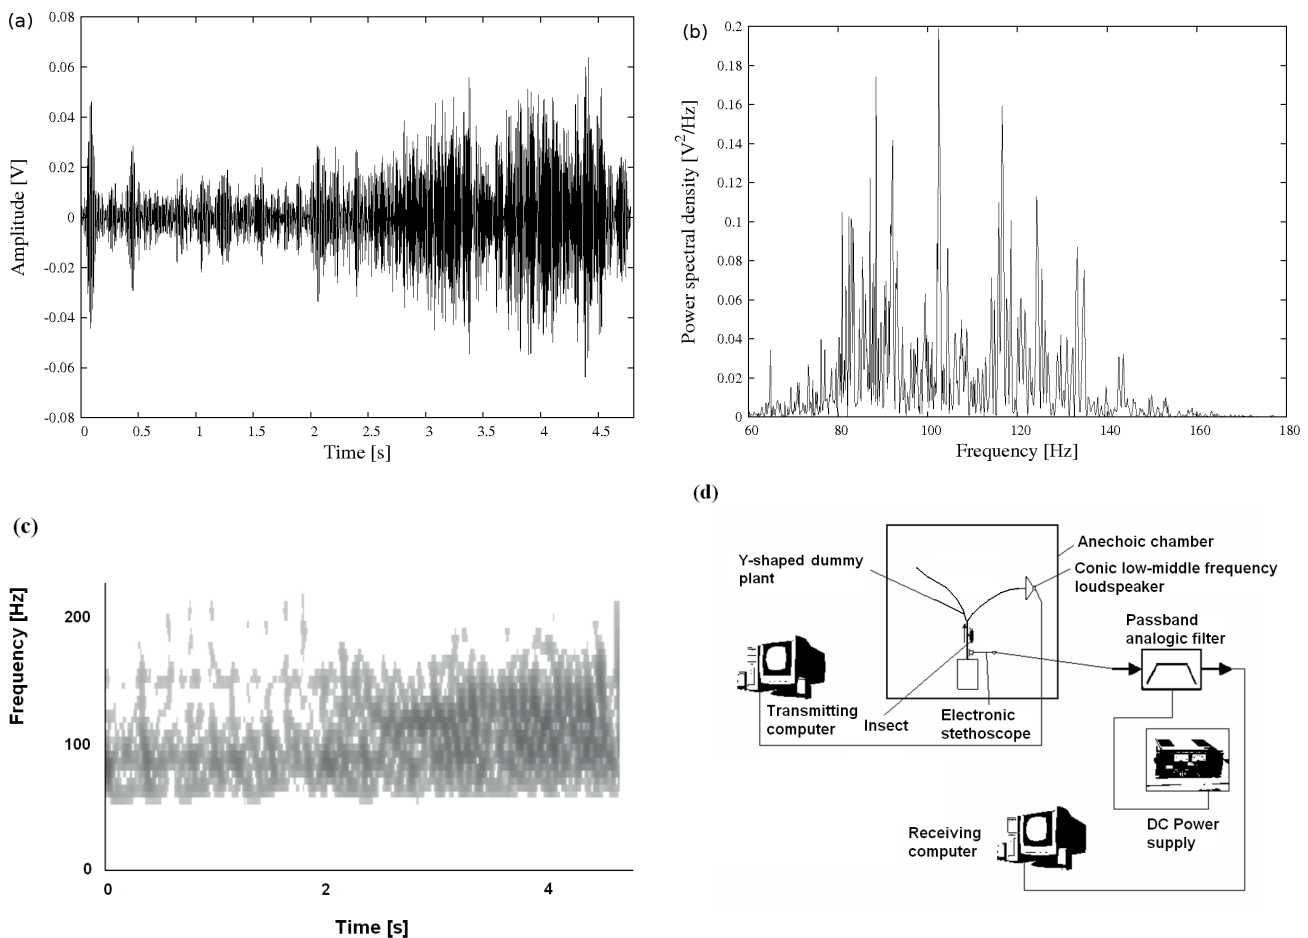 (a)
0.08
0.06
0.04
0.02
0
-0.02
-0.04
-0.06
-0.08
Amplitude [V]
0 0.5 1 1.5 2 2.5 3 3.5 4 4.5
Time [s]
(b)
0.2
0.18
0.16
0.14
0.12
0.1
0.08
0.06
0.04
0.02
0
Power spectral density [V²/Hz]
60 80 100 120 140 160 180
Frequency [Hz]
(c)
Frequency [Hz]
200
100
0
0 2 4
Time [s]
(d)
Y-shaped dummy
plant
Anechoic chamber
Conic low-middle frequency
loudspeaker
Passband
analogic filter
Transmitting
computer
Insect
Electronic
stethoscope
DC Power
supply
Receiving
computer